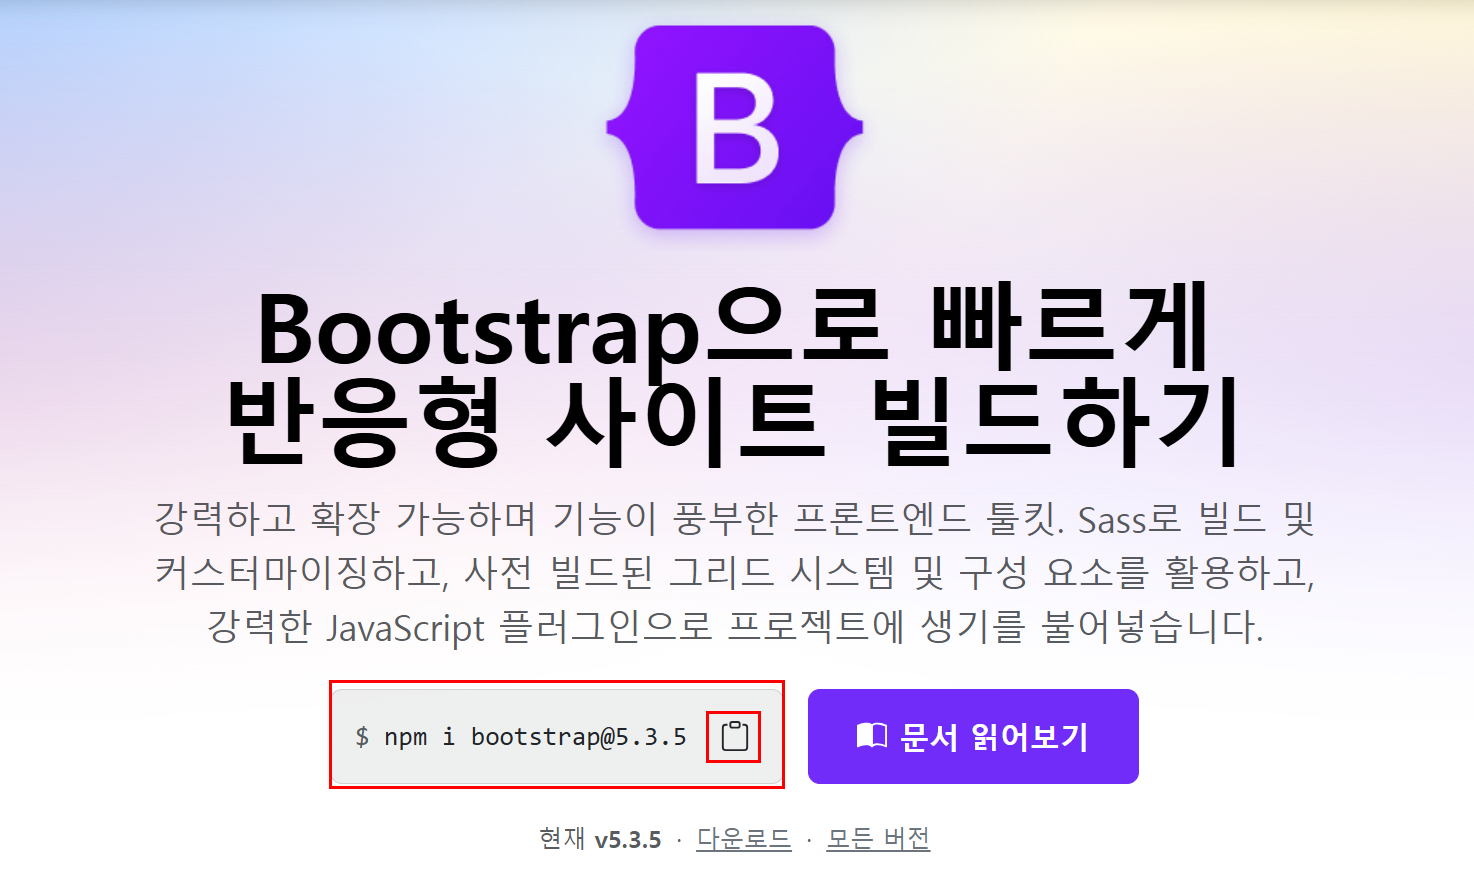 B
Bootstrap으로 빠르게
반응형 사이트 빌드하기
강력하고 확장 가능하며 기능이 풍부한 프론트엔드 툴킷. Sass로 빌드 및
커스터마이징하고, 사전 빌드된 그리드 시스템 및 구성 요소를 활용하고,
강력한 JavaScript 플러그인으로 프로젝트에 생기를 불어넣습니다.
$ npm i bootstrap@5.3.5
문서 읽어보기
현재 v5.3.5 · 다운로드 · 모든 버전